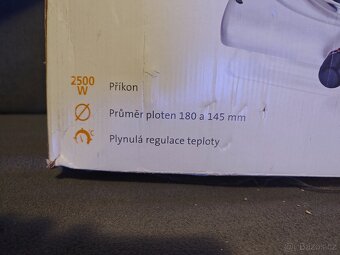 2500 W Příkon
Průměr ploten 180 a 145 mm
°C Plynulá regulace teploty